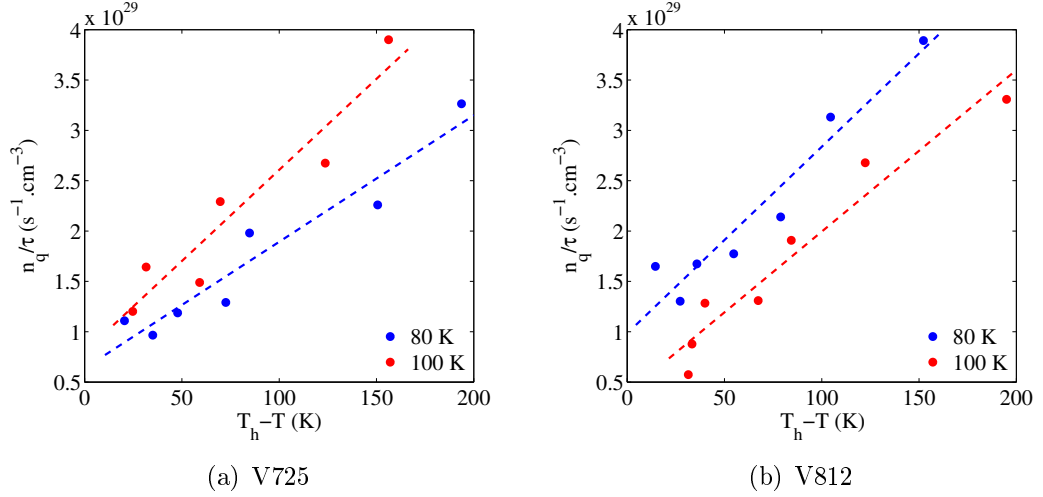 x 10^29
4
3.5
3
2.5
2
1.5
1
0.5
n_q/τ (s^−1.cm^−3)
80 K
100 K
0 50 100 150 200
T_h−T (K)
(a) V725
x 10^29
4
3.5
3
2.5
2
1.5
1
0.5
n_q/τ (s^−1.cm^−3)
80 K
100 K
0 50 100 150 200
T_h−T (K)
(b) V812